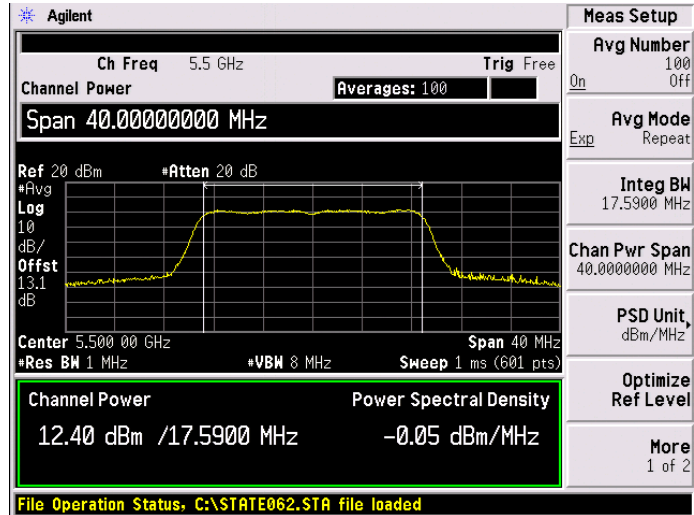 Agilent
Meas Setup
Ch Freq 5.5 GHz Trig Free
Channel Power Averages: 100
Span 40.00000000 MHz
Ref 20 dBm #Atten 20 dB
#Avg
Log
10
dB/
Offst
13.1
dB
Center 5.500 00 GHz Span 40 MHz
#Res BW 1 MHz #VBW 8 MHz Sweep 1 ms (601 pts)
Channel Power Power Spectral Density
12.40 dBm /17.5900 MHz -0.05 dBm/MHz
File Operation Status, C:\STATE062.STA file loaded
Avg Number
100
On Off
Avg Mode
Exp Repeat
Integ BW
17.5900 MHz
Chan Pwr Span
40.0000000 MHz
PSD Unit
dBm/MHz
Optimize
Ref Level
More
1 of 2